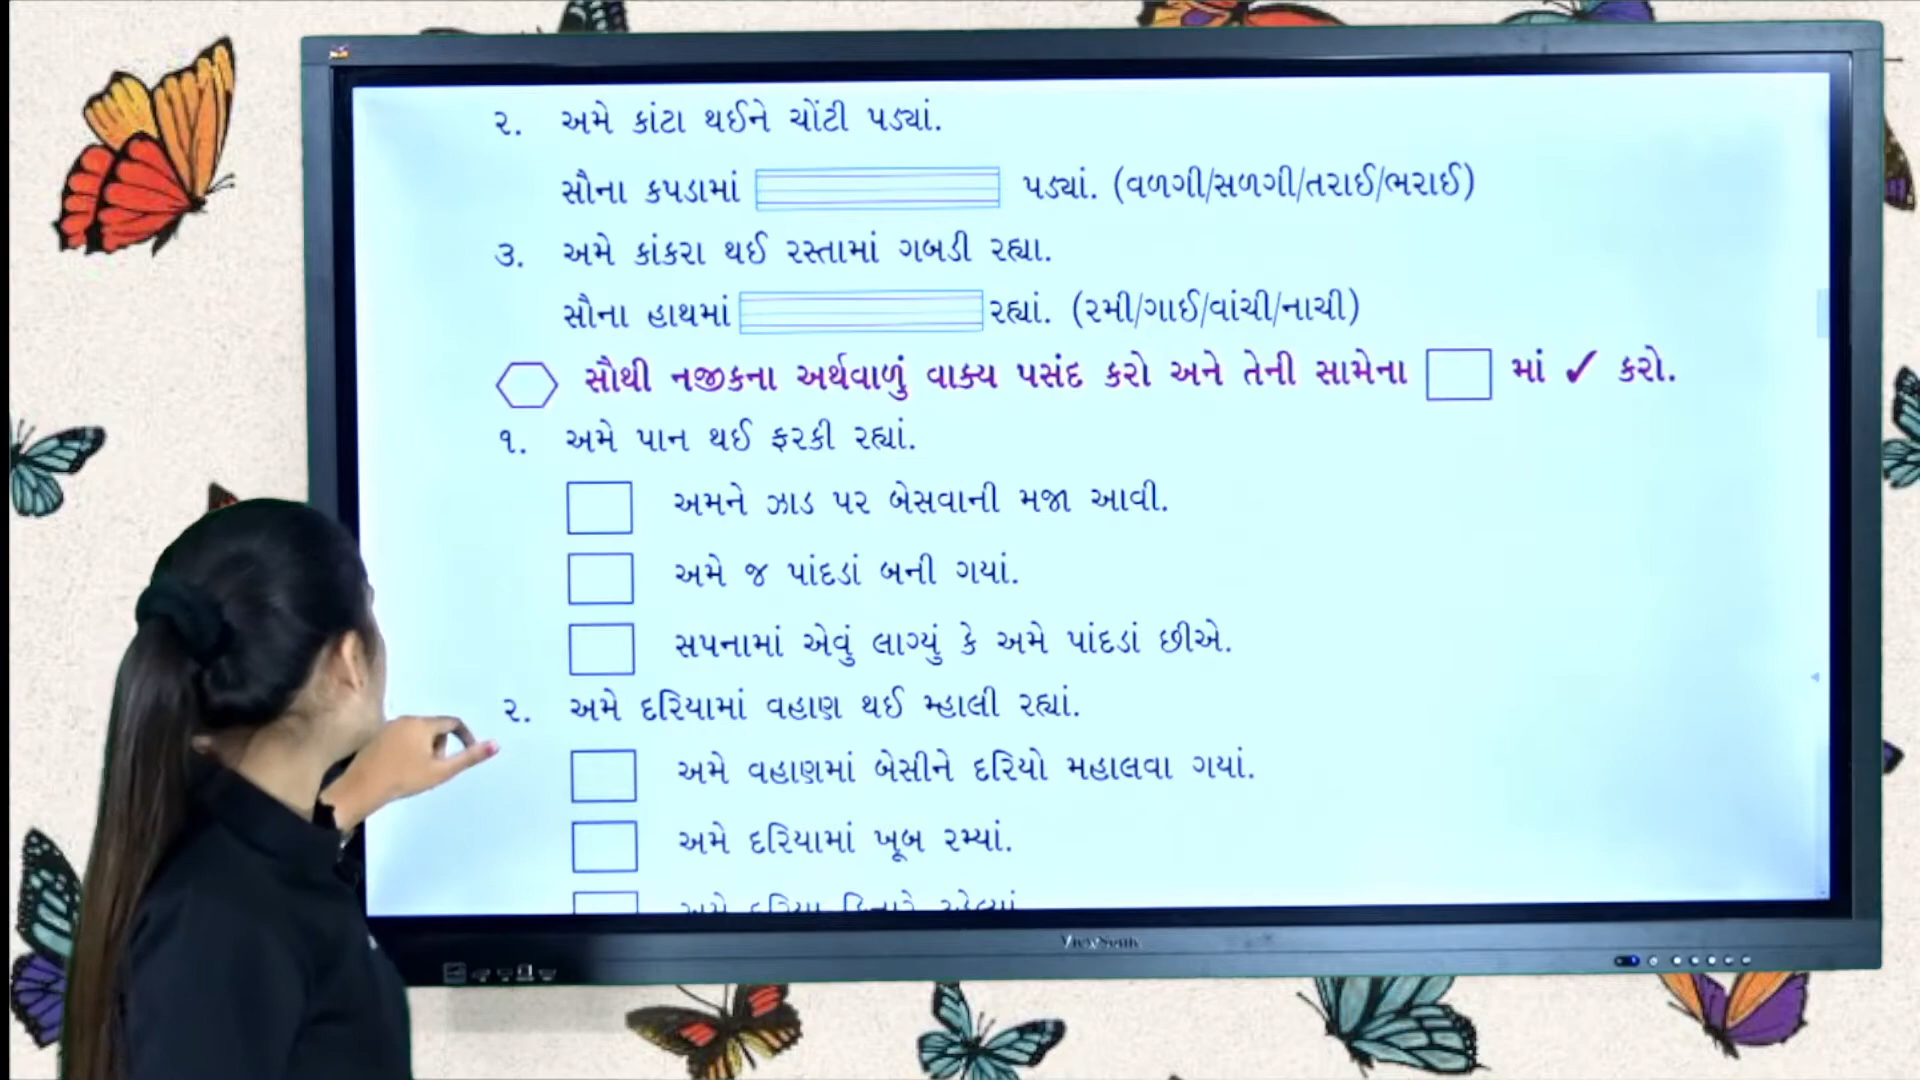 ૨. અમે કાંટા થઈને ચોંટી પડ્યાં.
સૌના કપડામાં પડ્યાં. (વળગી/સળગી/તરાઈ/ભરાઈ)
૩. અમે કાંકરા થઈ રસ્તામાં ગબડી રહ્યા.
સૌના હાથમાં રહ્યાં. (રમી/ગાઈ/વાંચી/નાચી)
સૌથી નજીકના અર્થવાળું વાક્ય પસંદ કરો અને તેની સામેના માં ✓ કરો.
૧. અમે પાન થઈ ફરકી રહ્યાં.
અમને ઝાડ પર બેસવાની મજા આવી.
અમે જ પાંદડાં બની ગયાં.
સપનામાં એવું લાગ્યું કે અમે પાંદડાં છીએ.
૨. અમે દરિયામાં વહાણ થઈ મ્હાલી રહ્યાં.
અમે વહાણમાં બેસીને દરિયો મહાલવા ગયાં.
અમે દરિયામાં ખૂબ રમ્યાં.
ViewSonic